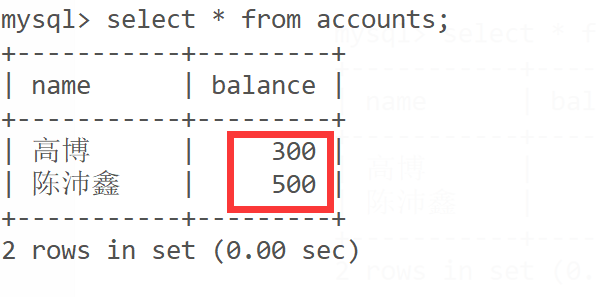 mysql> select * from accounts;
+-----------+---------+
| name      | balance |
+-----------+---------+
| 高博      |     300 |
| 陈沛鑫    |     500 |
+-----------+---------+
2 rows in set (0.00 sec)